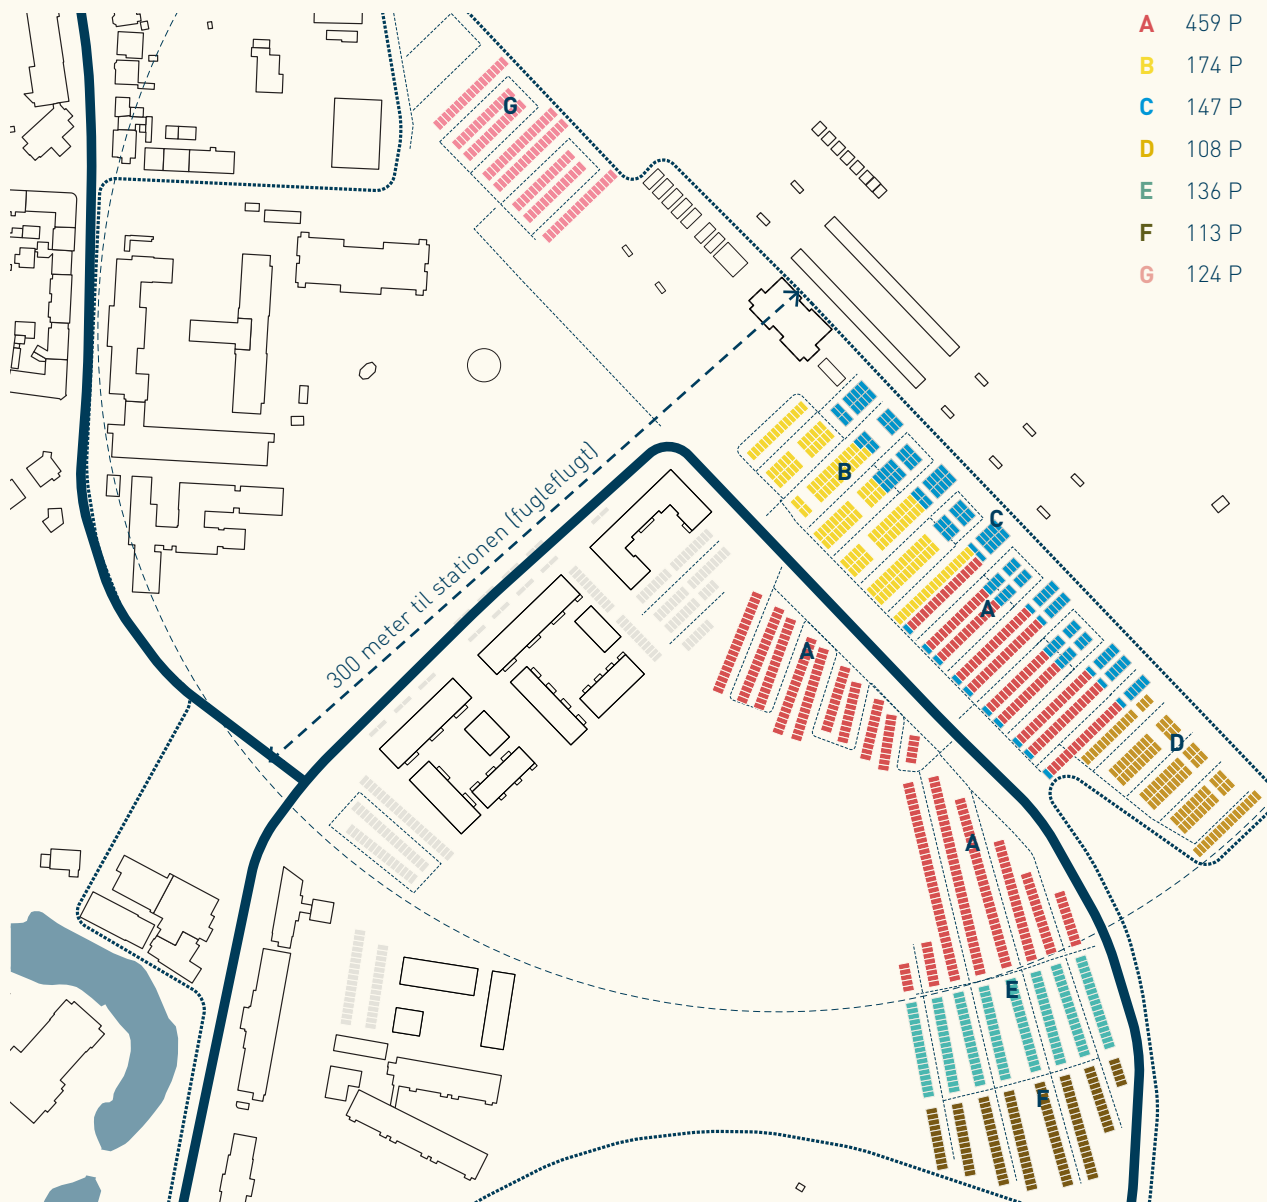 A 459 P
B 174 P
C 147 P
D 108 P
E 136 P
F 113 P
G 124 P
G
B
C
A
300 meter til stationen (fugleflugt)
A
D
A
E
F